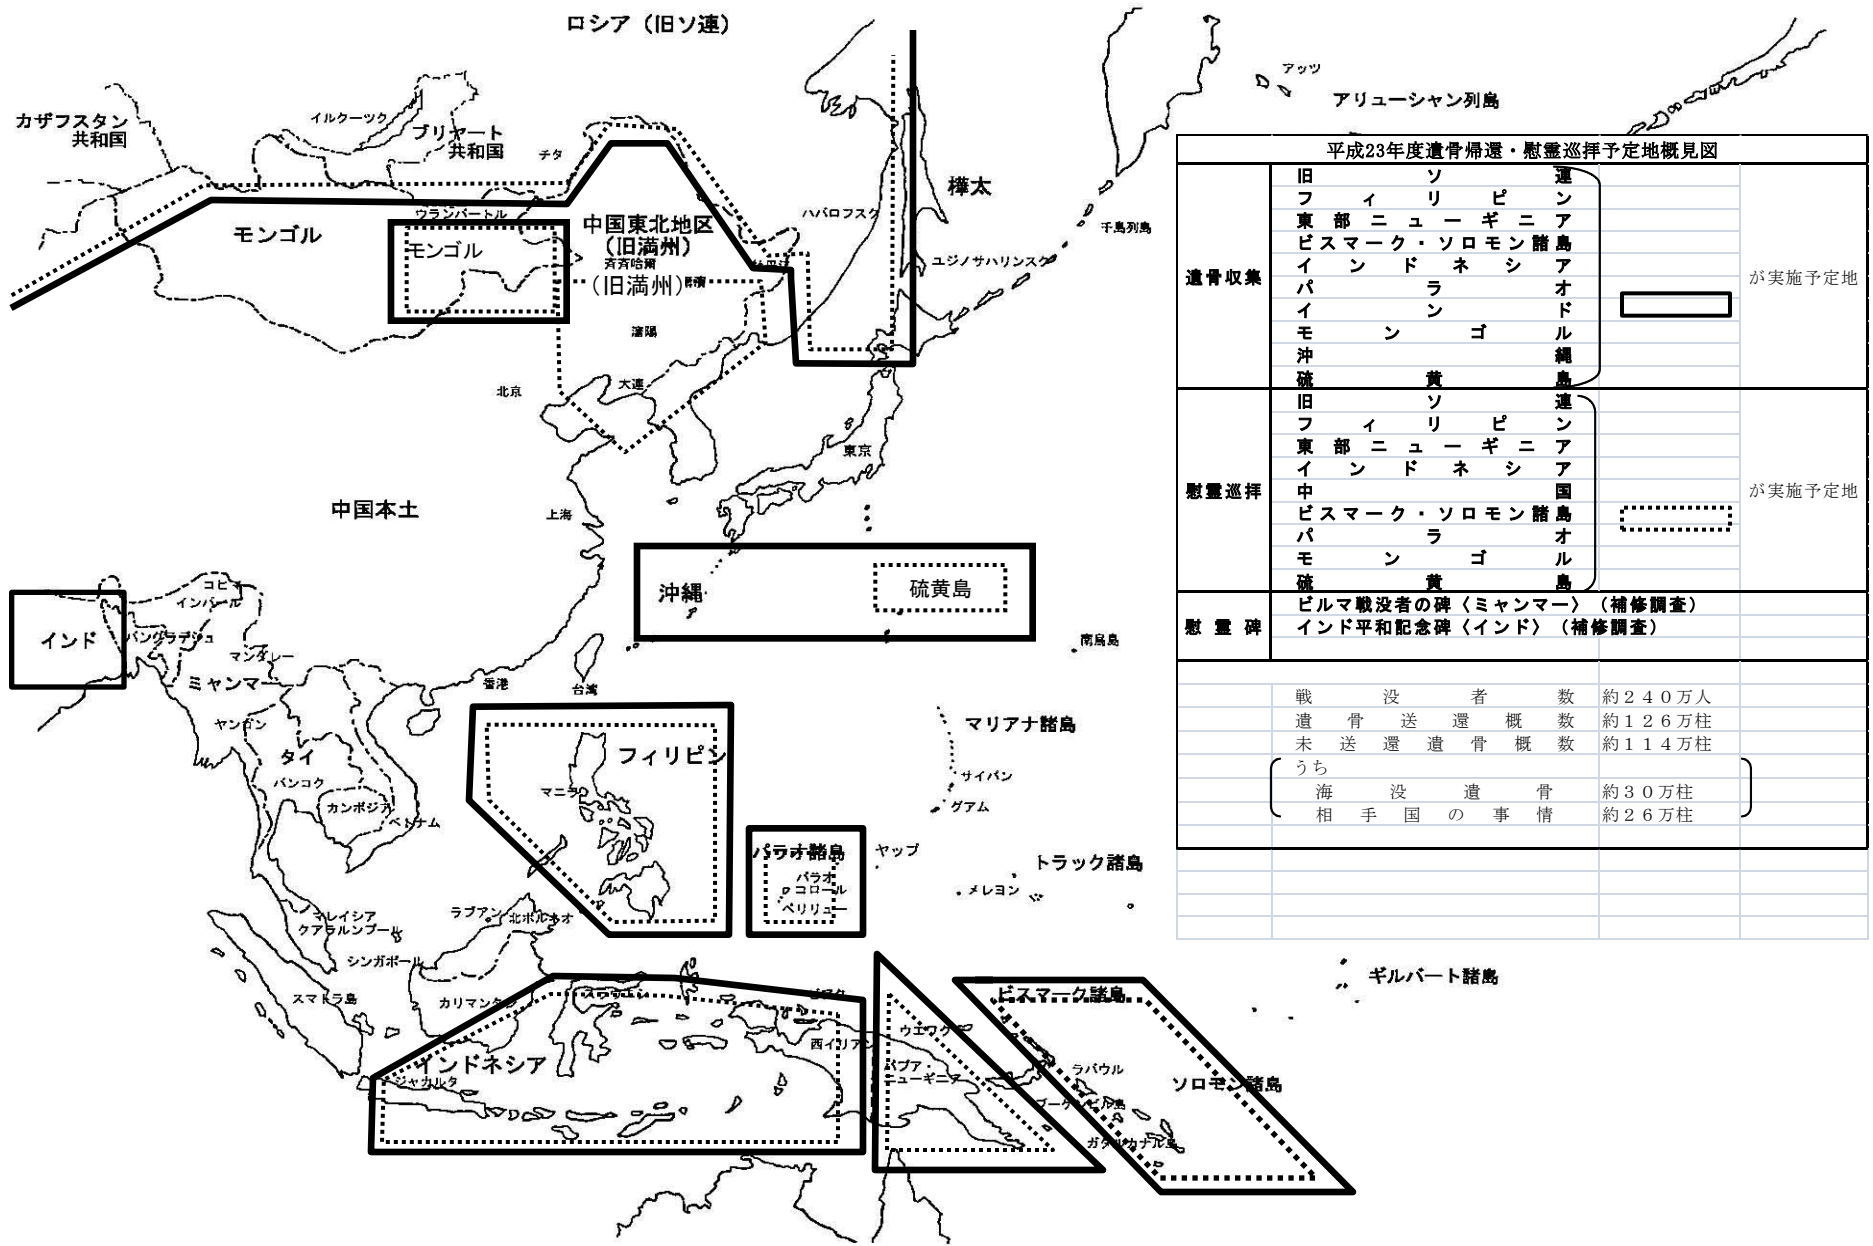 ロシア（旧ソ連）
アッツ
アリューシャン列島
カザフスタン
共和国
イルクーツク
ブリヤート
共和国
チタ
樺太
ハバロフスク
千島列島
ウランバートル
モンゴル
モンゴル
中国東北地区
（旧満州）
斉斉哈爾
（旧満州）
ユジノサハリンスク
瀋陽
北京
大連
東京
中国本土
上海
沖縄
硫黄島
南鳥島
インド
コヒマ
インパール
バングラデシュ
マンダレー
ミャンマー
香港
台湾
ヤンゴン
タイ
バンコク
カンボジア
ベトナム
フィリピン
マニラ
マリアナ諸島
サイパン
グアム
パラオ諸島
パラオ
コロール
ペリリュー
ヤップ
トラック諸島
メレヨン
マレイシア
クアラルンプール
ラブアン
北ボルネオ
シンガポール
スマトラ島
カリマンタン
スラウェシ
ビアク
西イリアン
インドネシア
ジャカルタ
ウエワク
パプア・
ニューギニア
ビスマーク諸島
ラバウル
ソロモン諸島
ブーゲンビル島
ガダルカナル島
ギルバート諸島
平成23年度遺骨帰還・慰霊巡拝予定地概見図
遺骨収集
旧ソ連
フィリピン
東部ニューギニア
ビスマーク・ソロモン諸島
インドネシア
パラオ
インド
モンゴル
沖縄
硫黄島
が実施予定地
慰霊巡拝
旧ソ連
フィリピン
東部ニューギニア
インドネシア
中国
ビスマーク・ソロモン諸島
パラオ
モンゴル
硫黄島
が実施予定地
慰霊碑
ビルマ戦没者の碑〈ミャンマー〉（補修調査）
インド平和記念碑〈インド〉（補修調査）
戦没者数 約２４０万人
遺骨送還概数 約１２６万柱
未送還遺骨概数 約１１４万柱
うち
海没遺骨 約３０万柱
相手国の事情 約２６万柱